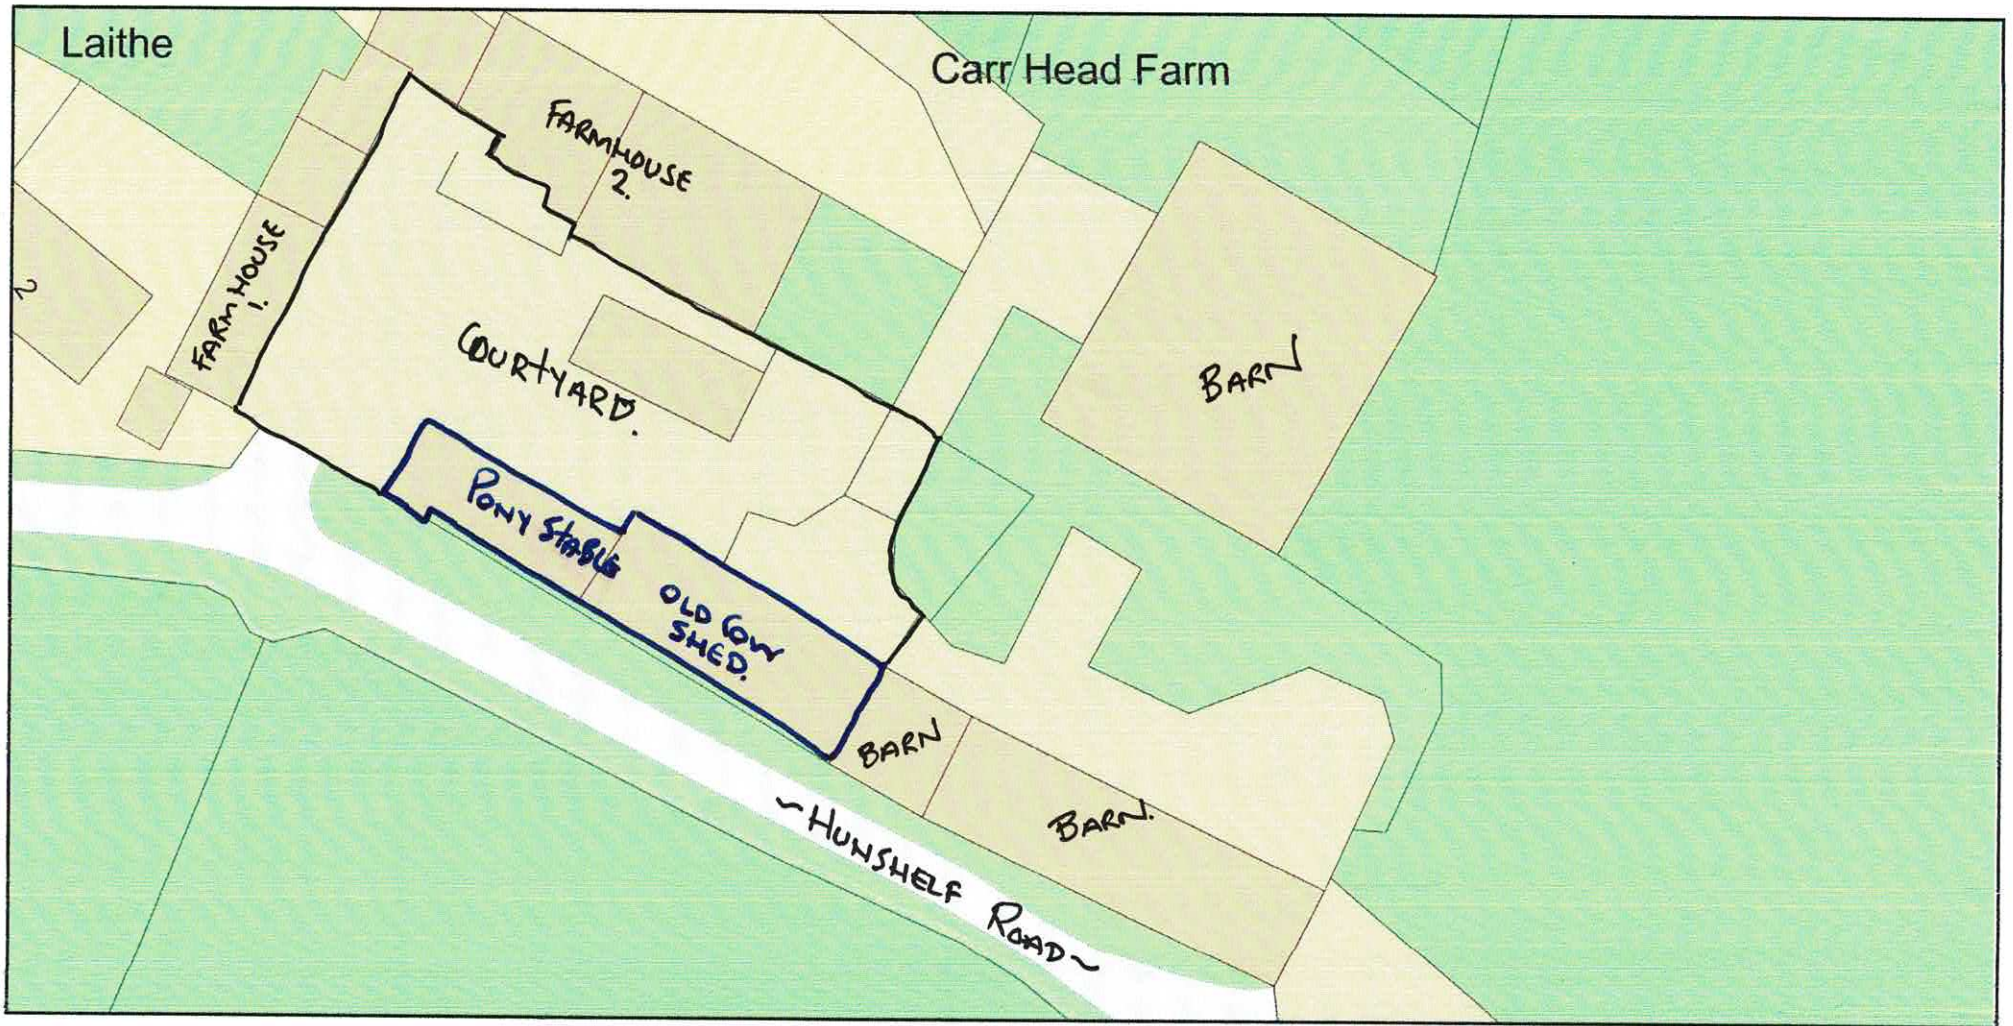 Laithe
Carr Head Farm
FARMHOUSE
2.
FARMHOUSE
1.
2
COURTYARD.
BARN
PONY STABLE
OLD COW
SHED.
BARN
BARN.
~HUNSHELF ROAD~